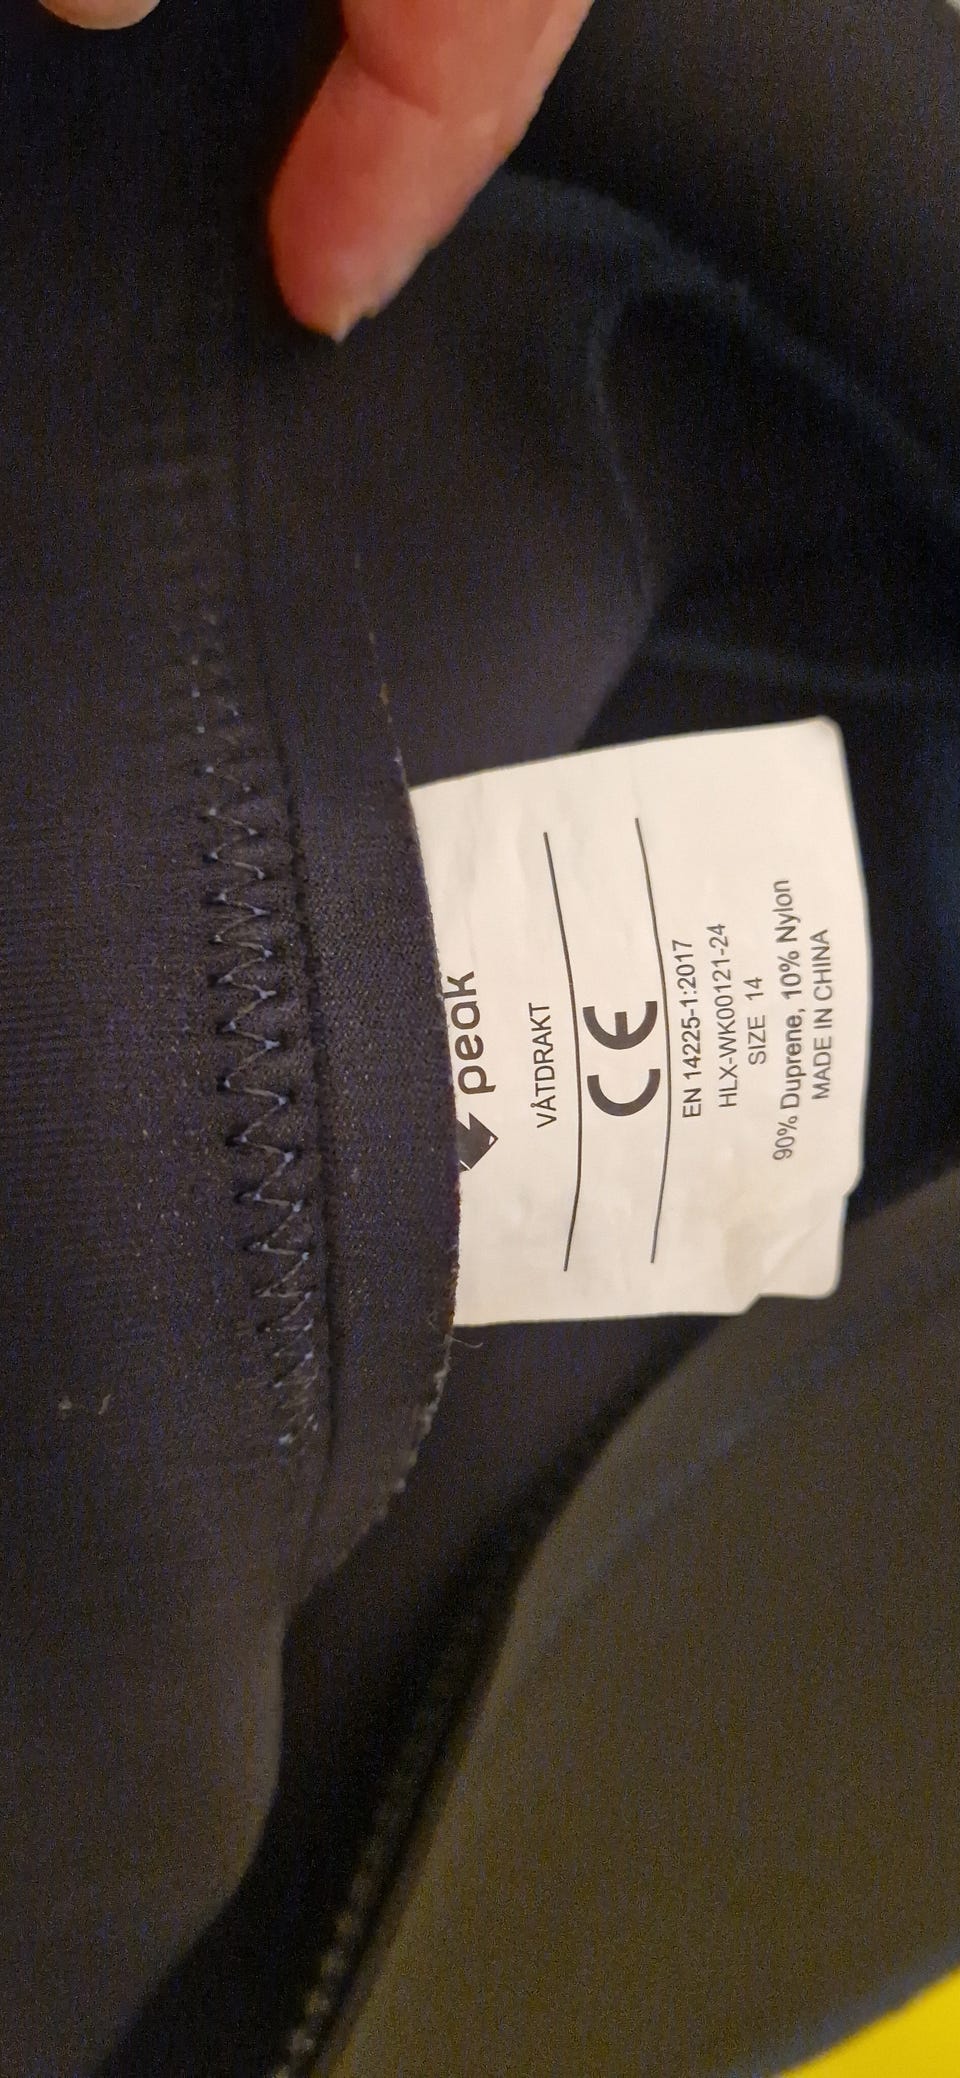 peak
VÅTDRAKT
CE
EN 14225-1:2017
HLX-WK00121-24
SIZE 14
90% Duprene, 10% Nylon
MADE IN CHINA